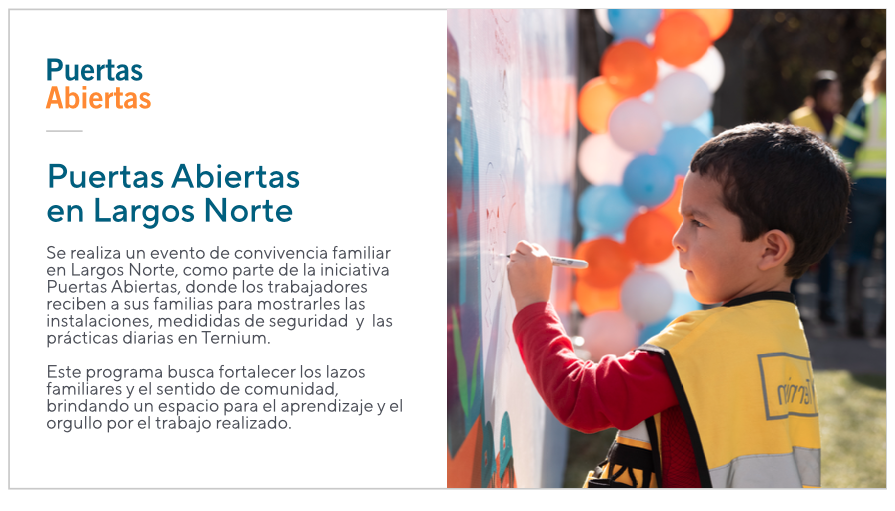 Puertas
Abiertas
Puertas Abiertas
en Largos Norte
Se realiza un evento de convivencia familiar
en Largos Norte, como parte de la iniciativa
Puertas Abiertas, donde los trabajadores
reciben a sus familias para mostrarles las
instalaciones, medididas de seguridad y las
prácticas diarias en Ternium.
Este programa busca fortalecer los lazos
familiares y el sentido de comunidad,
brindando un espacio para el aprendizaje y el
orgullo por el trabajo realizado.
Ternium